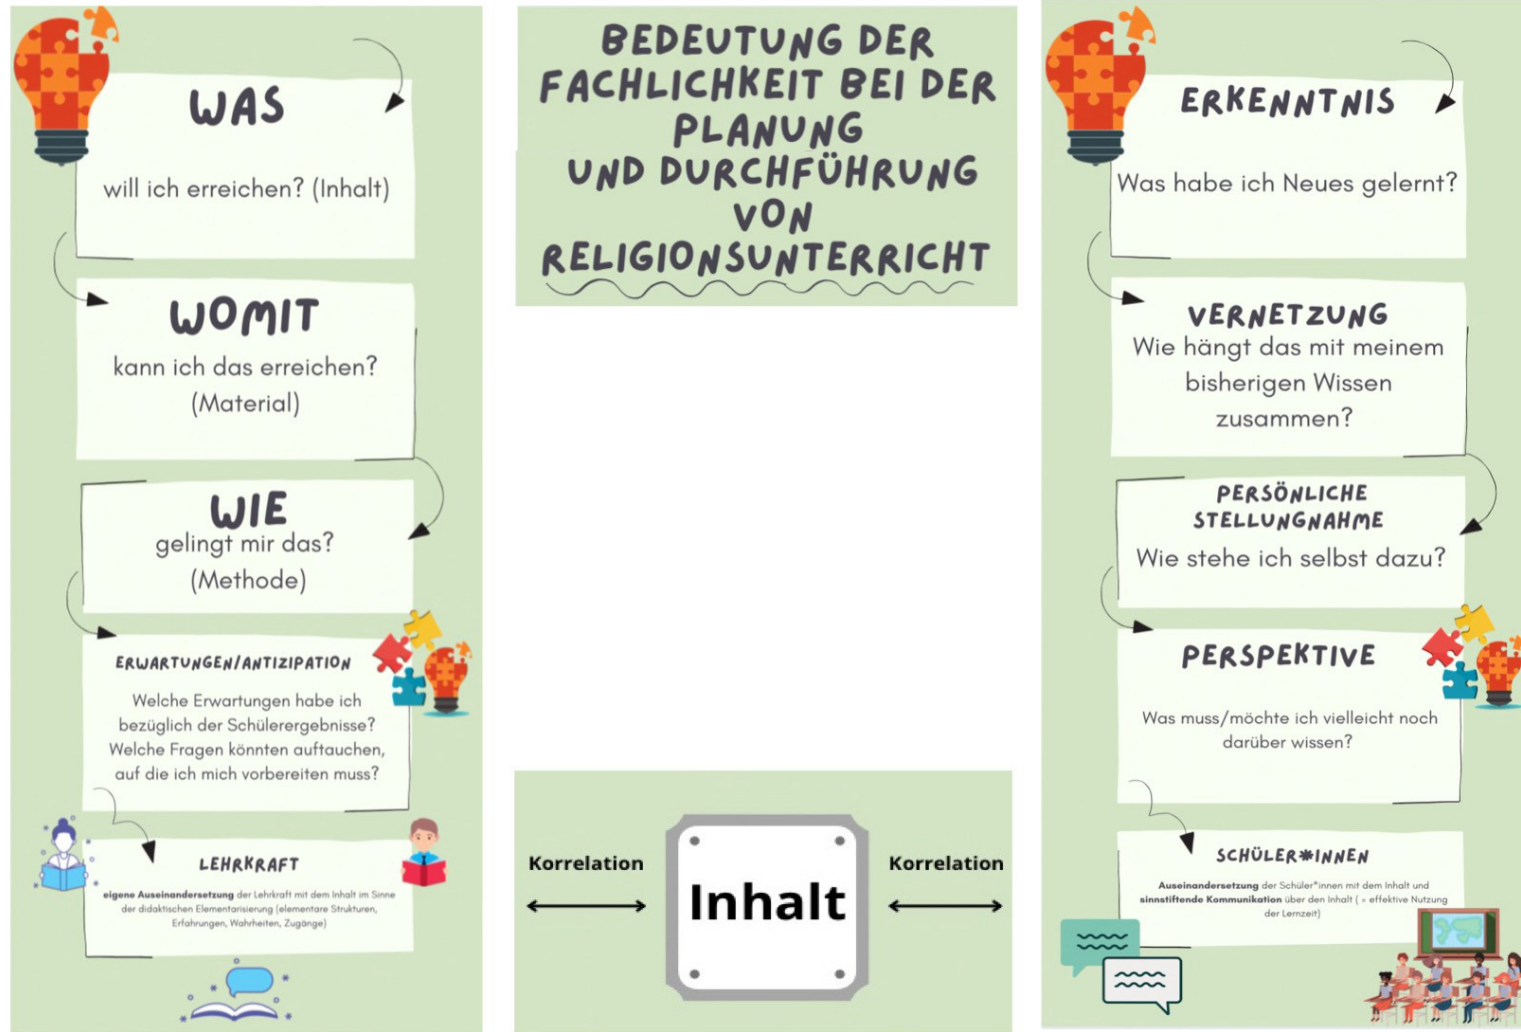 WAS
will ich erreichen? (Inhalt)
WOMIT
kann ich das erreichen?
(Material)
WIE
gelingt mir das?
(Methode)
ERWARTUNGEN/ANTIZIPATION
Welche Erwartungen habe ich
bezüglich der Schülerergebnisse?
Welche Fragen könnten auftauchen,
auf die ich mich vorbereiten muss?
LEHRKRAFT
eigene Auseinandersetzung der Lehrkraft mit dem Inhalt im Sinne
der didaktischen Elementarisierung (elementare Strukturen,
Erfahrungen, Wahrheiten, Zugänge)
BEDEUTUNG DER
FACHLICHKEIT BEI DER
PLANUNG
UND DURCHFÜHRUNG
VON
RELIGIONSUNTERRICHT
Korrelation
Inhalt
Korrelation
ERKENNTNIS
Was habe ich Neues gelernt?
VERNETZUNG
Wie hängt das mit meinem
bisherigen Wissen
zusammen?
PERSÖNLICHE
STELLUNGNAHME
Wie stehe ich selbst dazu?
PERSPEKTIVE
Was muss/möchte ich vielleicht noch
darüber wissen?
SCHÜLER*INNEN
Auseinandersetzung der Schüler*innen mit dem Inhalt und
sinnstiftende Kommunikation über den Inhalt ( = effektive Nutzung
der Lernzeit)